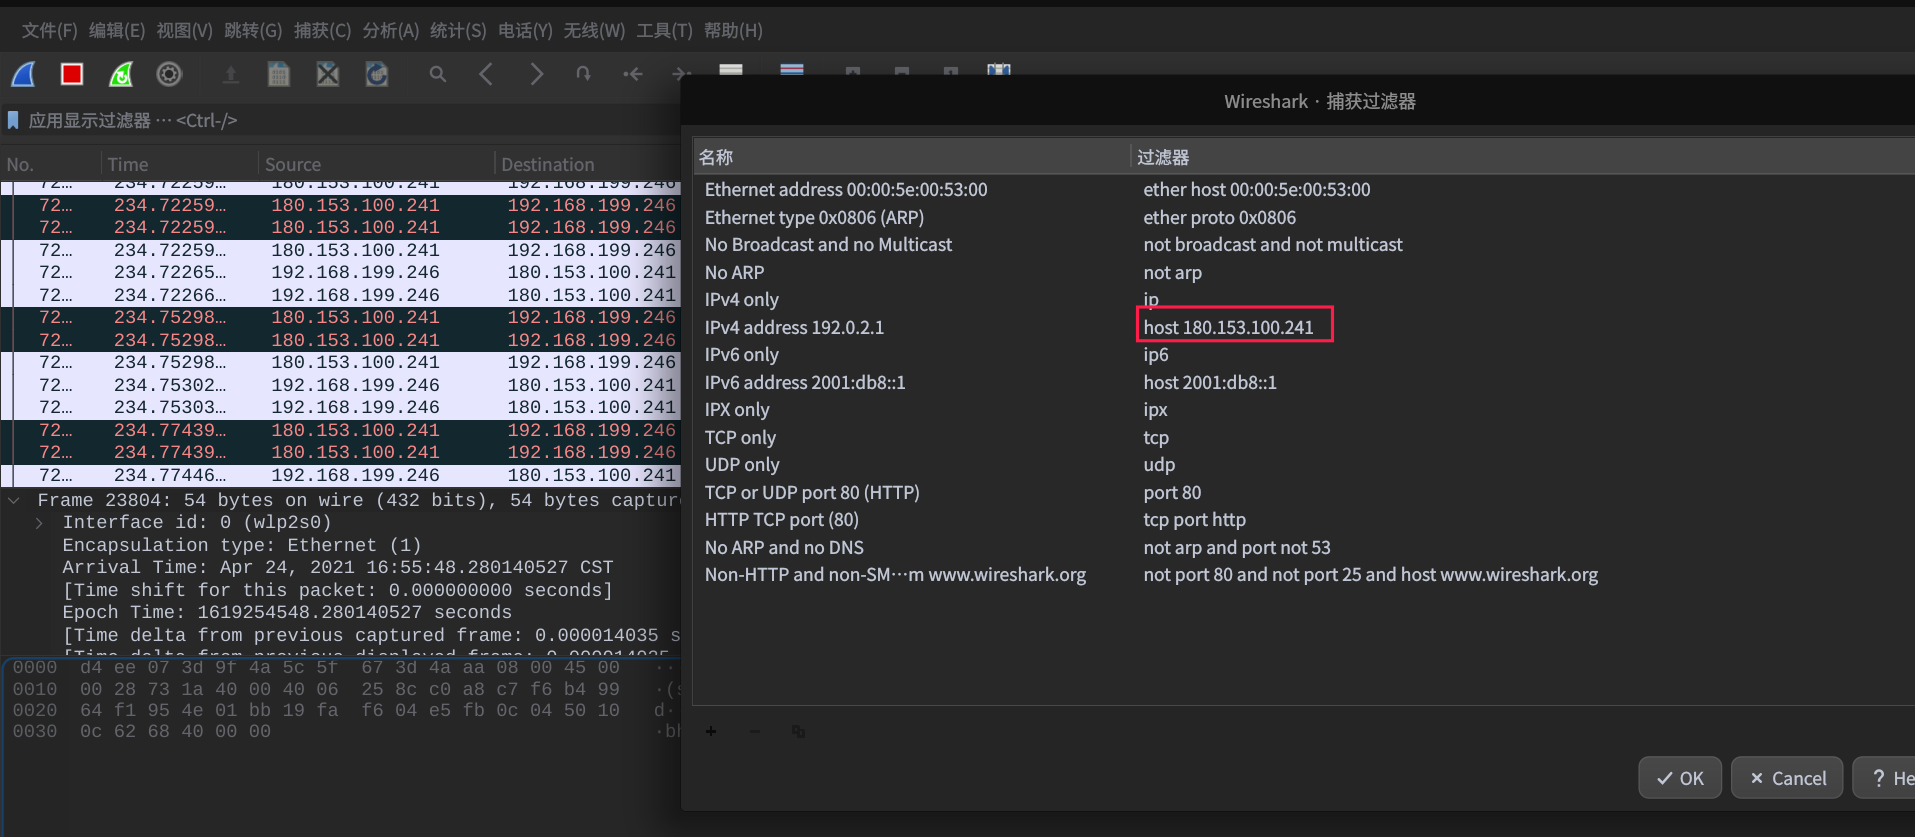 文件(F) 编辑(E) 视图(V) 跳转(G) 捕获(C) 分析(A) 统计(S) 电话(Y) 无线(W) 工具(T) 帮助(H)
应用显示过滤器 ··· <Ctrl-/>
No. Time Source Destination
72… 234.72259… 180.153.100.241 192.168.199.246
72… 234.72259… 180.153.100.241 192.168.199.246
72… 234.72259… 180.153.100.241 192.168.199.246
72… 234.72259… 180.153.100.241 192.168.199.246
72… 234.72265… 192.168.199.246 180.153.100.241
72… 234.72266… 192.168.199.246 180.153.100.241
72… 234.75298… 180.153.100.241 192.168.199.246
72… 234.75298… 180.153.100.241 192.168.199.246
72… 234.75298… 180.153.100.241 192.168.199.246
72… 234.75302… 192.168.199.246 180.153.100.241
72… 234.75303… 192.168.199.246 180.153.100.241
72… 234.77439… 180.153.100.241 192.168.199.246
72… 234.77439… 180.153.100.241 192.168.199.246
72… 234.77446… 192.168.199.246 180.153.100.241
Frame 23804: 54 bytes on wire (432 bits), 54 bytes capture
Interface id: 0 (wlp2s0)
Encapsulation type: Ethernet (1)
Arrival Time: Apr 24, 2021 16:55:48.280140527 CST
[Time shift for this packet: 0.000000000 seconds]
Epoch Time: 1619254548.280140527 seconds
[Time delta from previous captured frame: 0.000014035 s
[Time delta from previous displayed frame: 0.000014035
0000 d4 ee 07 3d 9f 4a 5c 5f 67 3d 4a aa 08 00 45 00 ··
0010 00 28 73 1a 40 00 40 06 25 8c c0 a8 c7 f6 b4 99 ·(s
0020 64 f1 95 4e 01 bb 19 fa f6 04 e5 fb 0c 04 50 10 d·
0030 0c 62 68 40 00 00 ·bh
Wireshark · 捕获过滤器
名称 过滤器
Ethernet address 00:00:5e:00:53:00 ether host 00:00:5e:00:53:00
Ethernet type 0x0806 (ARP) ether proto 0x0806
No Broadcast and no Multicast not broadcast and not multicast
No ARP not arp
IPv4 only ip
IPv4 address 192.0.2.1 host 180.153.100.241
IPv6 only ip6
IPv6 address 2001:db8::1 host 2001:db8::1
IPX only ipx
TCP only tcp
UDP only udp
TCP or UDP port 80 (HTTP) port 80
HTTP TCP port (80) tcp port http
No ARP and no DNS not arp and port not 53
Non-HTTP and non-SM···m www.wireshark.org not port 80 and not port 25 and host www.wireshark.org
OK Cancel ? He